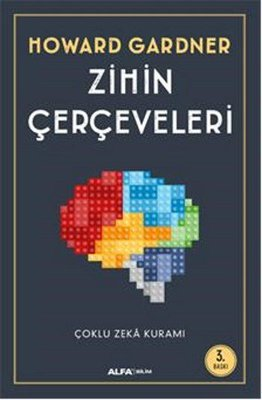 HOWARD GARDNER
ZİHİN
ÇERÇEVELERİ
ÇOKLU ZEKÂ KURAMI
3.
BASKI
ALFA BİLİM